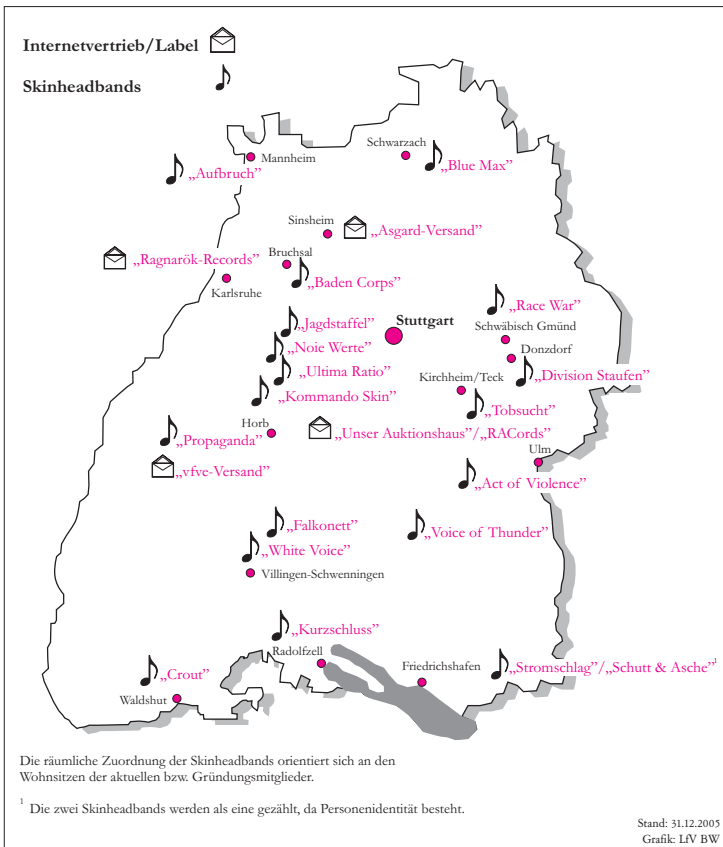 Internetvertrieb/Label
Skinheadbands
Schwarzach
Mannheim
„Blue Max”
„Aufbruch”
Sinsheim
„Asgard-Versand”
Bruchsal
„Ragnarök-Records”
„Baden Corps”
Karlsruhe
„Race War”
„Jagdstaffel”
Stuttgart
Schwäbisch Gmünd
„Noie Werte”
Donzdorf
„Ultima Ratio”
Kirchheim/Teck
„Division Staufen”
„Kommando Skin”
„Tobsucht”
Horb
„Unser Auktionshaus”/„RACords”
„Propaganda”
Ulm
„vfve-Versand”
„Act of Violence”
„Falkonett”
„Voice of Thunder”
„White Voice”
Villingen-Schwenningen
„Kurzschluss”
Radolfzell
Friedrichshafen
„Stromschlag”/„Schutt & Asche”¹
„Crout”
Waldshut
Die räumliche Zuordnung der Skinheadbands orientiert sich an den
Wohnsitzen der aktuellen bzw. Gründungsmitglieder.
¹ Die zwei Skinheadbands werden als eine gezählt, da Personenidentität besteht.
Stand: 31.12.2005
Grafik: LfV BW